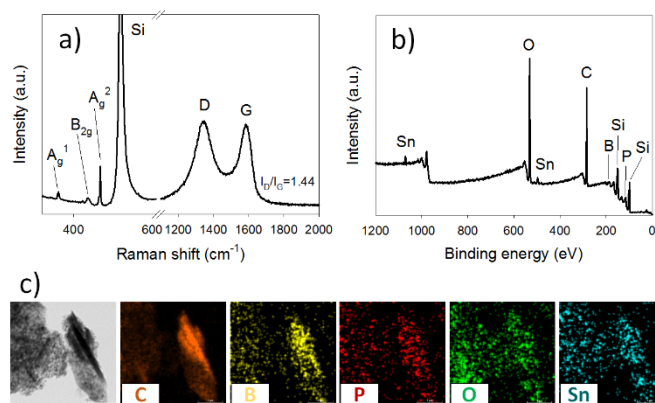 a)
Intensity (a.u.)
A_g^1
B_2g
A_g^2
Si
D
G
I_D/I_G=1.44
400
600
1200
1400
1600
1800
2000
Raman shift (cm^-1)
b)
Intensity (a.u.)
Sn
O
Sn
C
B
Si
P
Si
1200
1000
800
600
400
200
0
Binding energy (eV)
c)
C
B
P
O
Sn